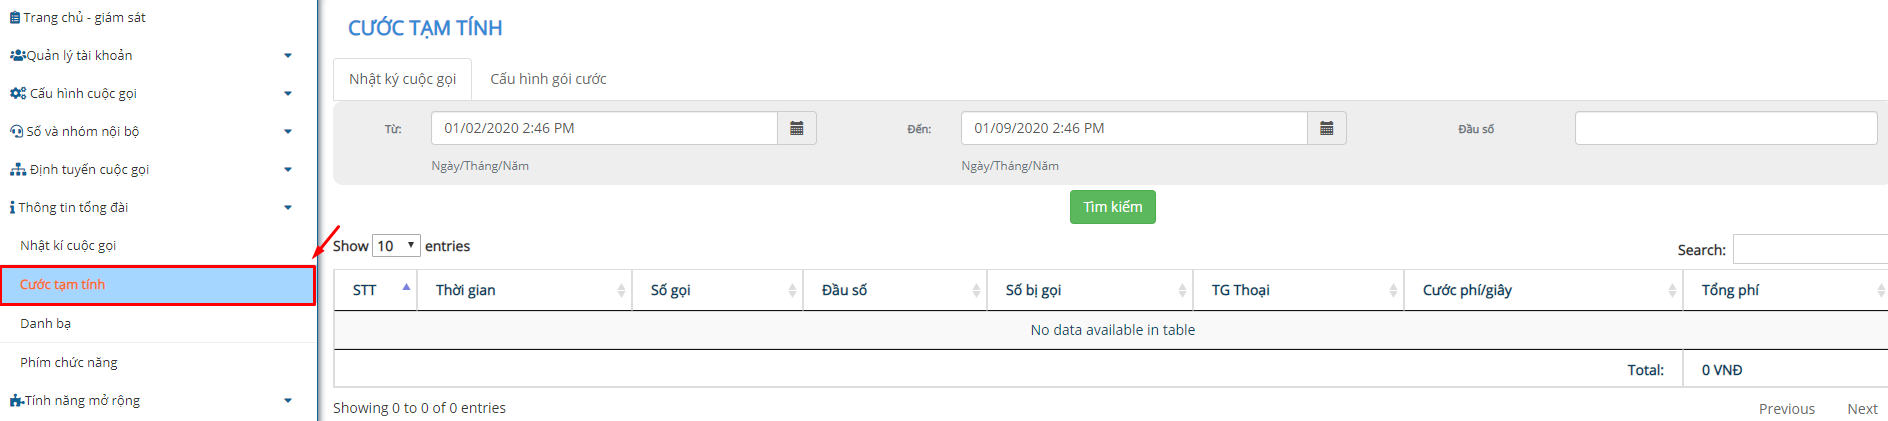 Trang chủ - giám sát
Quản lý tài khoản
Cấu hình cuộc gọi
Số và nhóm nội bộ
Định tuyến cuộc gọi
Thông tin tổng đài
Nhật kí cuộc gọi
Cước tạm tính
Danh bạ
Phím chức năng
Tính năng mở rộng
CƯỚC TẠM TÍNH
Nhật ký cuộc gọi Cấu hình gói cước
Từ: 01/02/2020 2:46 PM Đến: 01/09/2020 2:46 PM Đầu số
Ngày/Tháng/Năm Ngày/Tháng/Năm
Tìm kiếm
Show 10 entries Search:
STT Thời gian Số gọi Đầu số Số bị gọi TG Thoại Cước phí/giây Tổng phí
No data available in table
Total: 0 VNĐ
Showing 0 to 0 of 0 entries Previous Next